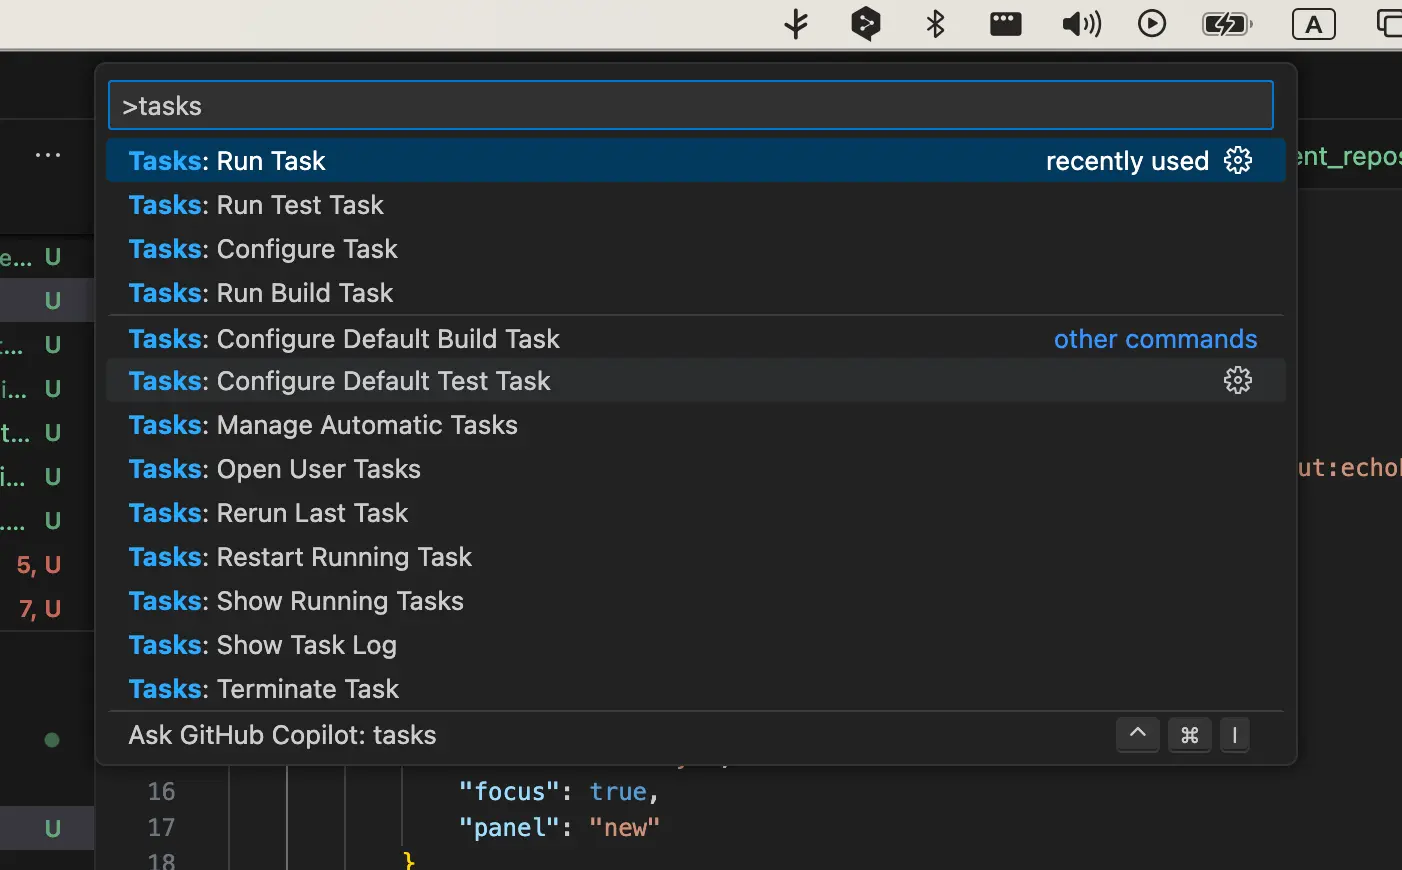 A
>tasks
Tasks: Run Task recently used
Tasks: Run Test Task
Tasks: Configure Task
Tasks: Run Build Task
Tasks: Configure Default Build Task other commands
Tasks: Configure Default Test Task
Tasks: Manage Automatic Tasks
Tasks: Open User Tasks
Tasks: Rerun Last Task
Tasks: Restart Running Task
Tasks: Show Running Tasks
Tasks: Show Task Log
Tasks: Terminate Task
Ask GitHub Copilot: tasks ^ ⌘ I
...
e... U
U
t... U
i... U
t... U
i... U
.... U
5, U
7, U
U
ent_repos
ut:echo
16 "focus": true,
17 "panel": "new"
18 }